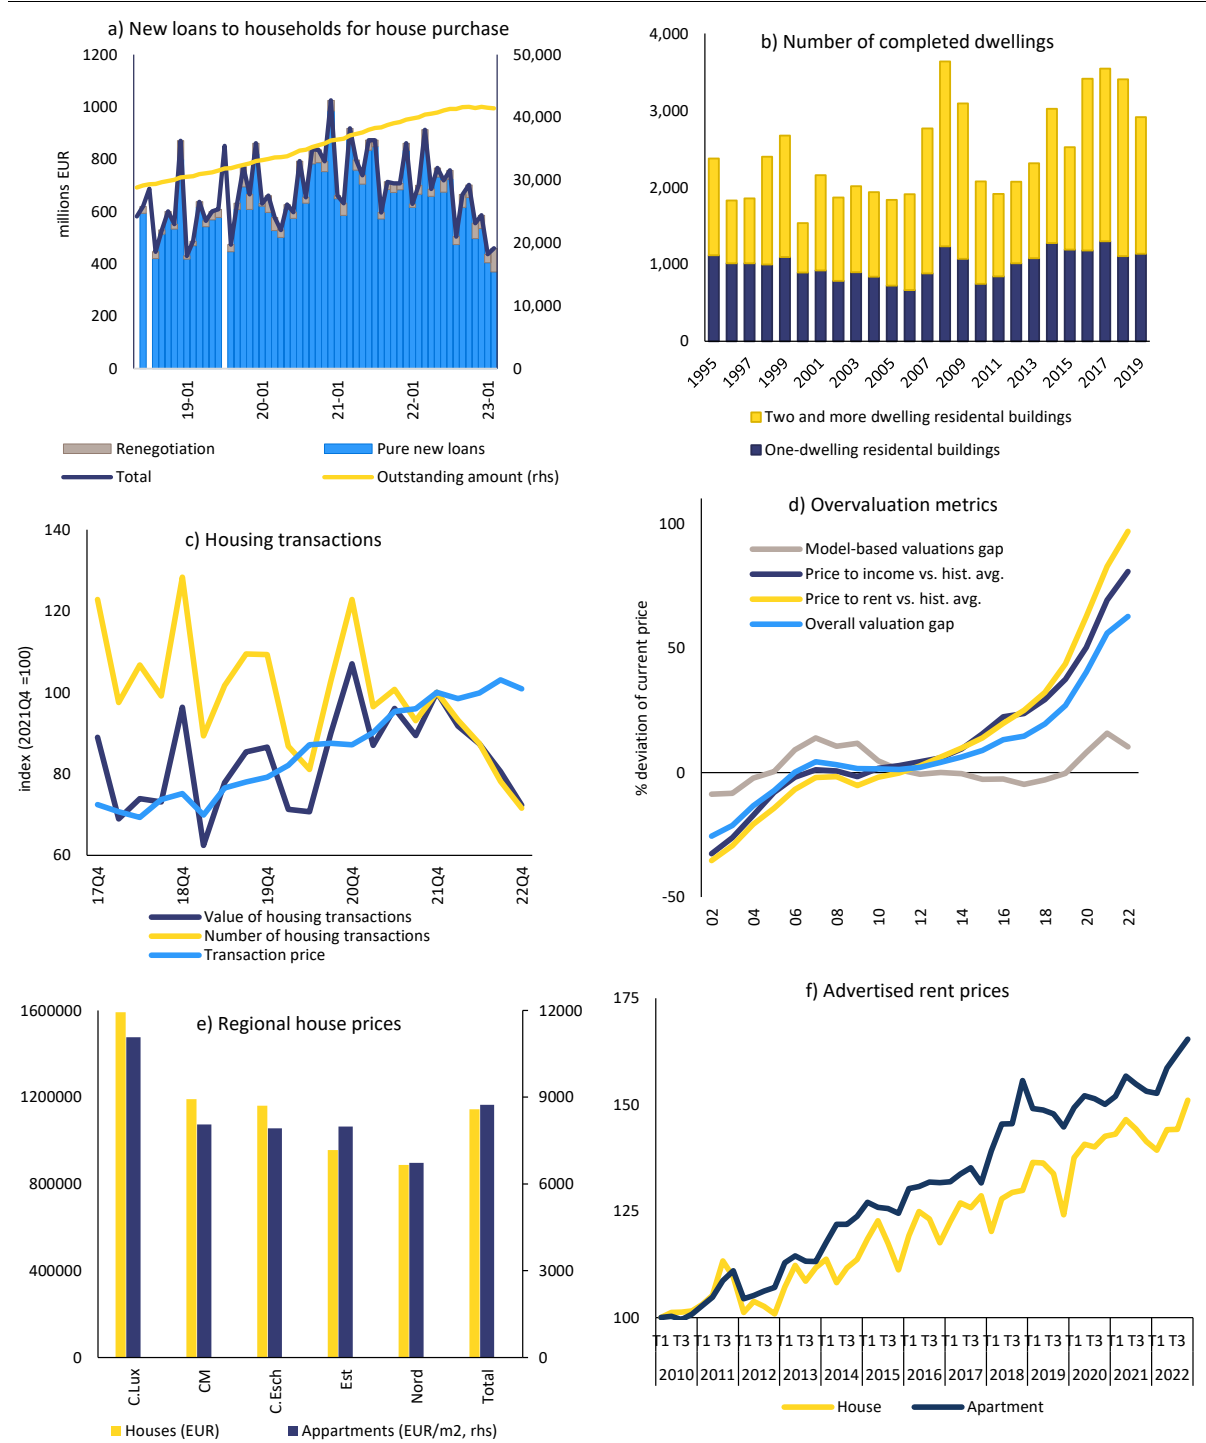 a) New loans to households for house purchase
1200
1000
800
600
400
200
0
millions EUR
50,000
40,000
30,000
20,000
10,000
0
19-01
20-01
21-01
22-01
23-01
Renegotiation
Pure new loans
Total
Outstanding amount (rhs)
b) Number of completed dwellings
4,000
3,000
2,000
1,000
0
1995
1997
1999
2001
2003
2005
2007
2009
2011
2013
2015
2017
2019
Two and more dwelling residental buildings
One-dwelling residental buildings
c) Housing transactions
140
120
100
80
60
index (2021Q4 =100)
17Q4
18Q4
19Q4
20Q4
21Q4
22Q4
Value of housing transactions
Number of housing transactions
Transaction price
d) Overvaluation metrics
100
50
0
-50
% deviation of current price
Model-based valuations gap
Price to income vs. hist. avg.
Price to rent vs. hist. avg.
Overall valuation gap
02
04
06
08
10
12
14
16
18
20
22
e) Regional house prices
1600000
1200000
800000
400000
0
12000
9000
6000
3000
0
C.Lux
CM
C.Esch
Est
Nord
Total
Houses (EUR)
Appartments (EUR/m2, rhs)
f) Advertised rent prices
175
150
125
100
T1 T3 T1 T3 T1 T3 T1 T3 T1 T3 T1 T3 T1 T3 T1 T3 T1 T3 T1 T3 T1 T3 T1 T3 T1 T3
2010 2011 2012 2013 2014 2015 2016 2017 2018 2019 2020 2021 2022
House
Apartment